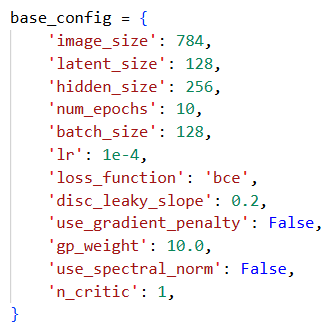 base_config = {
    'image_size': 784,
    'latent_size': 128,
    'hidden_size': 256,
    'num_epochs': 10,
    'batch_size': 128,
    'lr': 1e-4,
    'loss_function': 'bce',
    'disc_leaky_slope': 0.2,
    'use_gradient_penalty': False,
    'gp_weight': 10.0,
    'use_spectral_norm': False,
    'n_critic': 1,
}